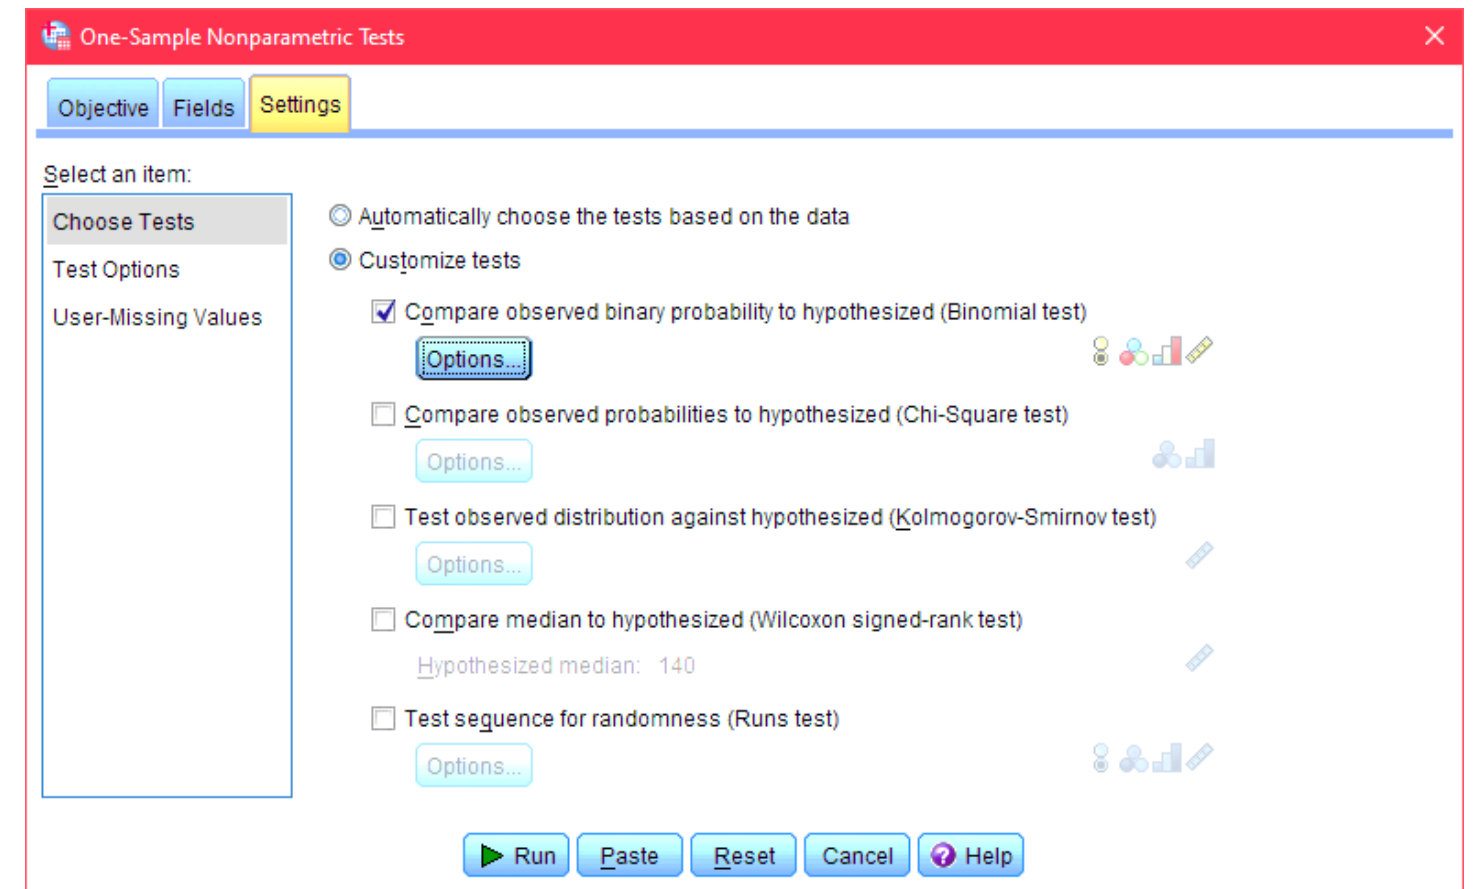 One-Sample Nonparametric Tests
Objective Fields Settings
Select an item:
Choose Tests
Test Options
User-Missing Values
Automatically choose the tests based on the data
Customize tests
Compare observed binary probability to hypothesized (Binomial test)
Options...
Compare observed probabilities to hypothesized (Chi-Square test)
Options...
Test observed distribution against hypothesized (Kolmogorov-Smirnov test)
Options...
Compare median to hypothesized (Wilcoxon signed-rank test)
Hypothesized median: 140
Test sequence for randomness (Runs test)
Options...
Run Paste Reset Cancel Help